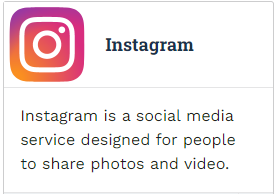 Instagram
Instagram is a social media
service designed for people
to share photos and video.